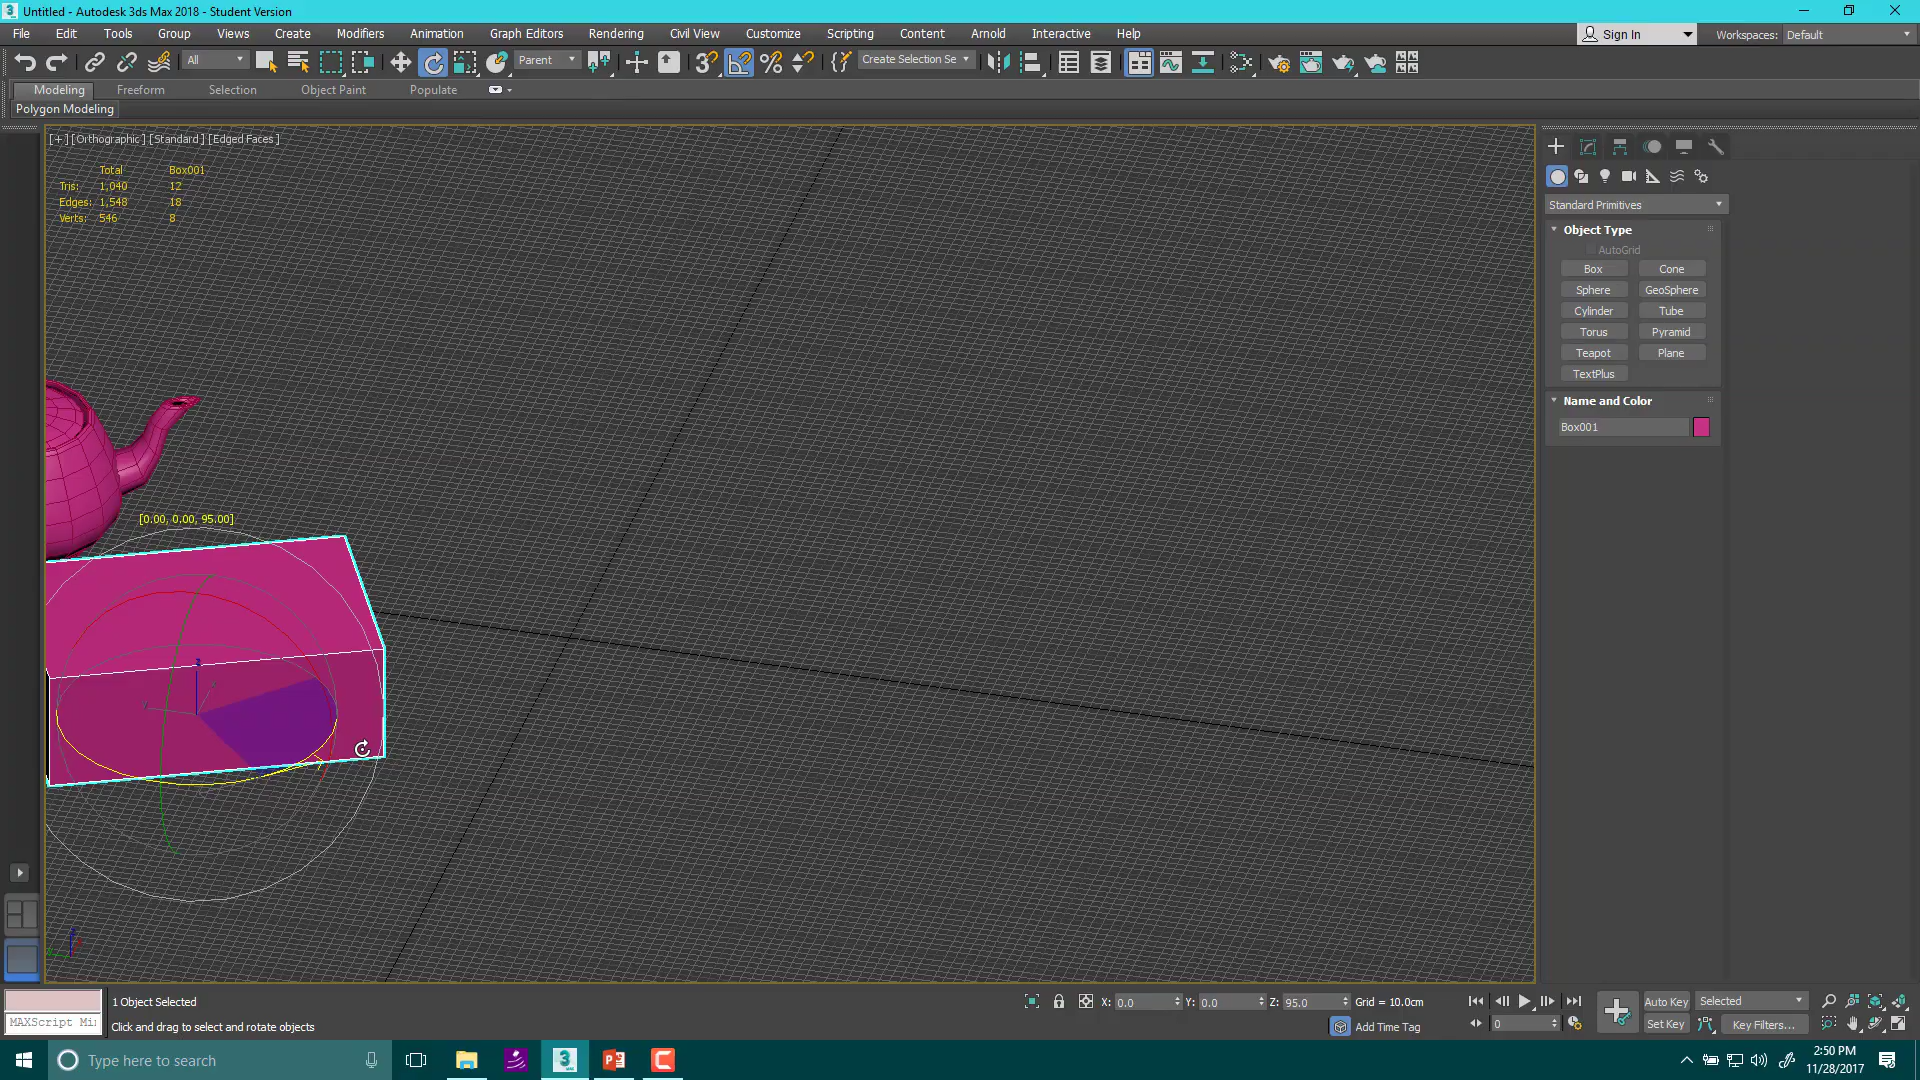 Untitled - Autodesk 3ds Max 2018 - Student Version
File Edit Tools Group Views Create Modifiers Animation Graph Editors Rendering Civil View Customize Scripting Content Arnold Interactive Help
Sign In Workspaces: Default
All Parent Create Selection Se
Modeling Freeform Selection Object Paint Populate
Polygon Modeling
[+] [Orthographic] [Standard] [Edged Faces]
Total Box001
Tris: 1,040 12
Edges: 1,548 18
Verts: 546 8
[0.00, 0.00, 95.00]
Standard Primitives
Object Type
AutoGrid
Box Cone
Sphere GeoSphere
Cylinder Tube
Torus Pyramid
Teapot Plane
TextPlus
Name and Color
Box001
1 Object Selected
X: 0.0 Y: 0.0 Z: 95.0 Grid = 10.0cm
Auto Key Selected
MAXScript Mi
Click and drag to select and rotate objects
Add Time Tag
0
Set Key Key Filters...
Type here to search
2:50 PM
11/28/2017